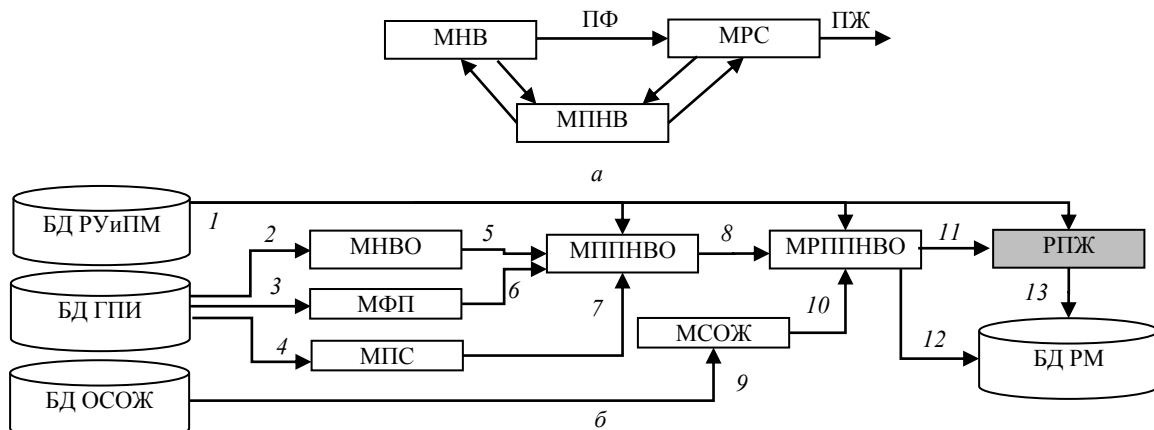 ПФ
ПЖ
МНВ
МРС
МПНВ
а
БД РУиПМ
1
2
МНВО
5
МППНВО
8
МРППНВО
11
РПЖ
БД ГПИ
3
МФП
6
7
10
13
4
МПС
МСОЖ
12
БД РМ
БД ОСОЖ
9
б